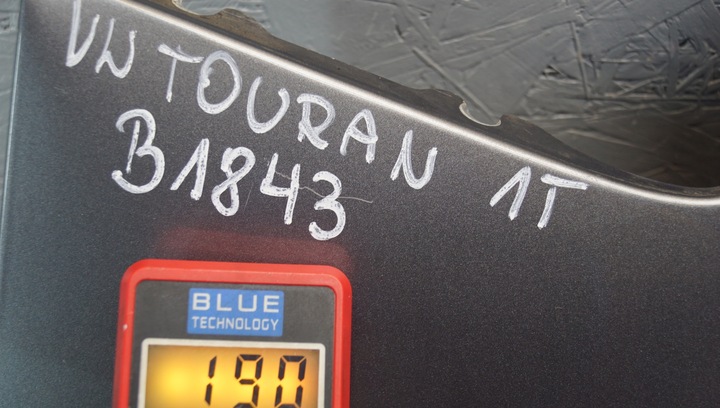 VW TOURAN 1T
B1843
BLUE
TECHNOLOGY
190